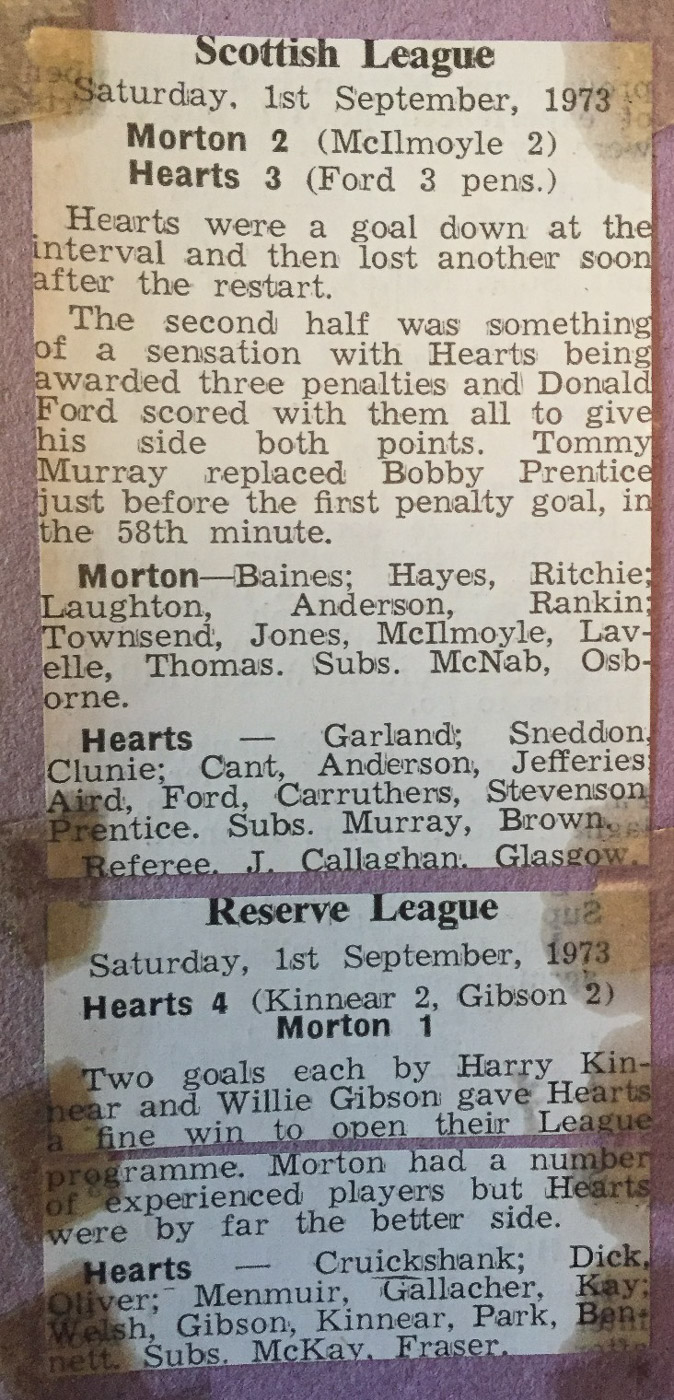 Scottish League
Saturday, 1st September, 1973
Morton 2 (McIlmoyle 2)
Hearts 3 (Ford 3 pens.)
Hearts were a goal down at the
interval and then lost another soon
after the restart.
The second half was something
of a sensation with Hearts being
awarded three penalties and Donald
Ford scored with them all to give
his side both points. Tommy
Murray replaced Bobby Prentice
just before the first penalty goal, in
the 58th minute.
Morton—Baines; Hayes, Ritchie;
Laughton, Anderson, Rankin;
Townsend, Jones, McIlmoyle, Lav-
elle, Thomas. Subs. McNab, Osb-
orne.
Hearts — Garland; Sneddon,
Clunie; Cant, Anderson, Jefferies;
Aird, Ford, Carruthers, Stevenson
Prentice. Subs. Murray, Brown.
Referee. J. Callaghan. Glasgow.
Reserve League
Saturday, 1st September, 1973
Hearts 4 (Kinnear 2, Gibson 2)
Morton 1
Two goals each by Harry Kin-
near and Willie Gibson gave Hearts
a fine win to open their League
programme. Morton had a number
of experienced players but Hearts
were by far the better side.
Hearts — Cruickshank; Dick,
Oliver; Menmuir, Gallacher, Kay;
Welsh, Gibson, Kinnear, Park, Ben-
nett. Subs. McKay, Fraser.